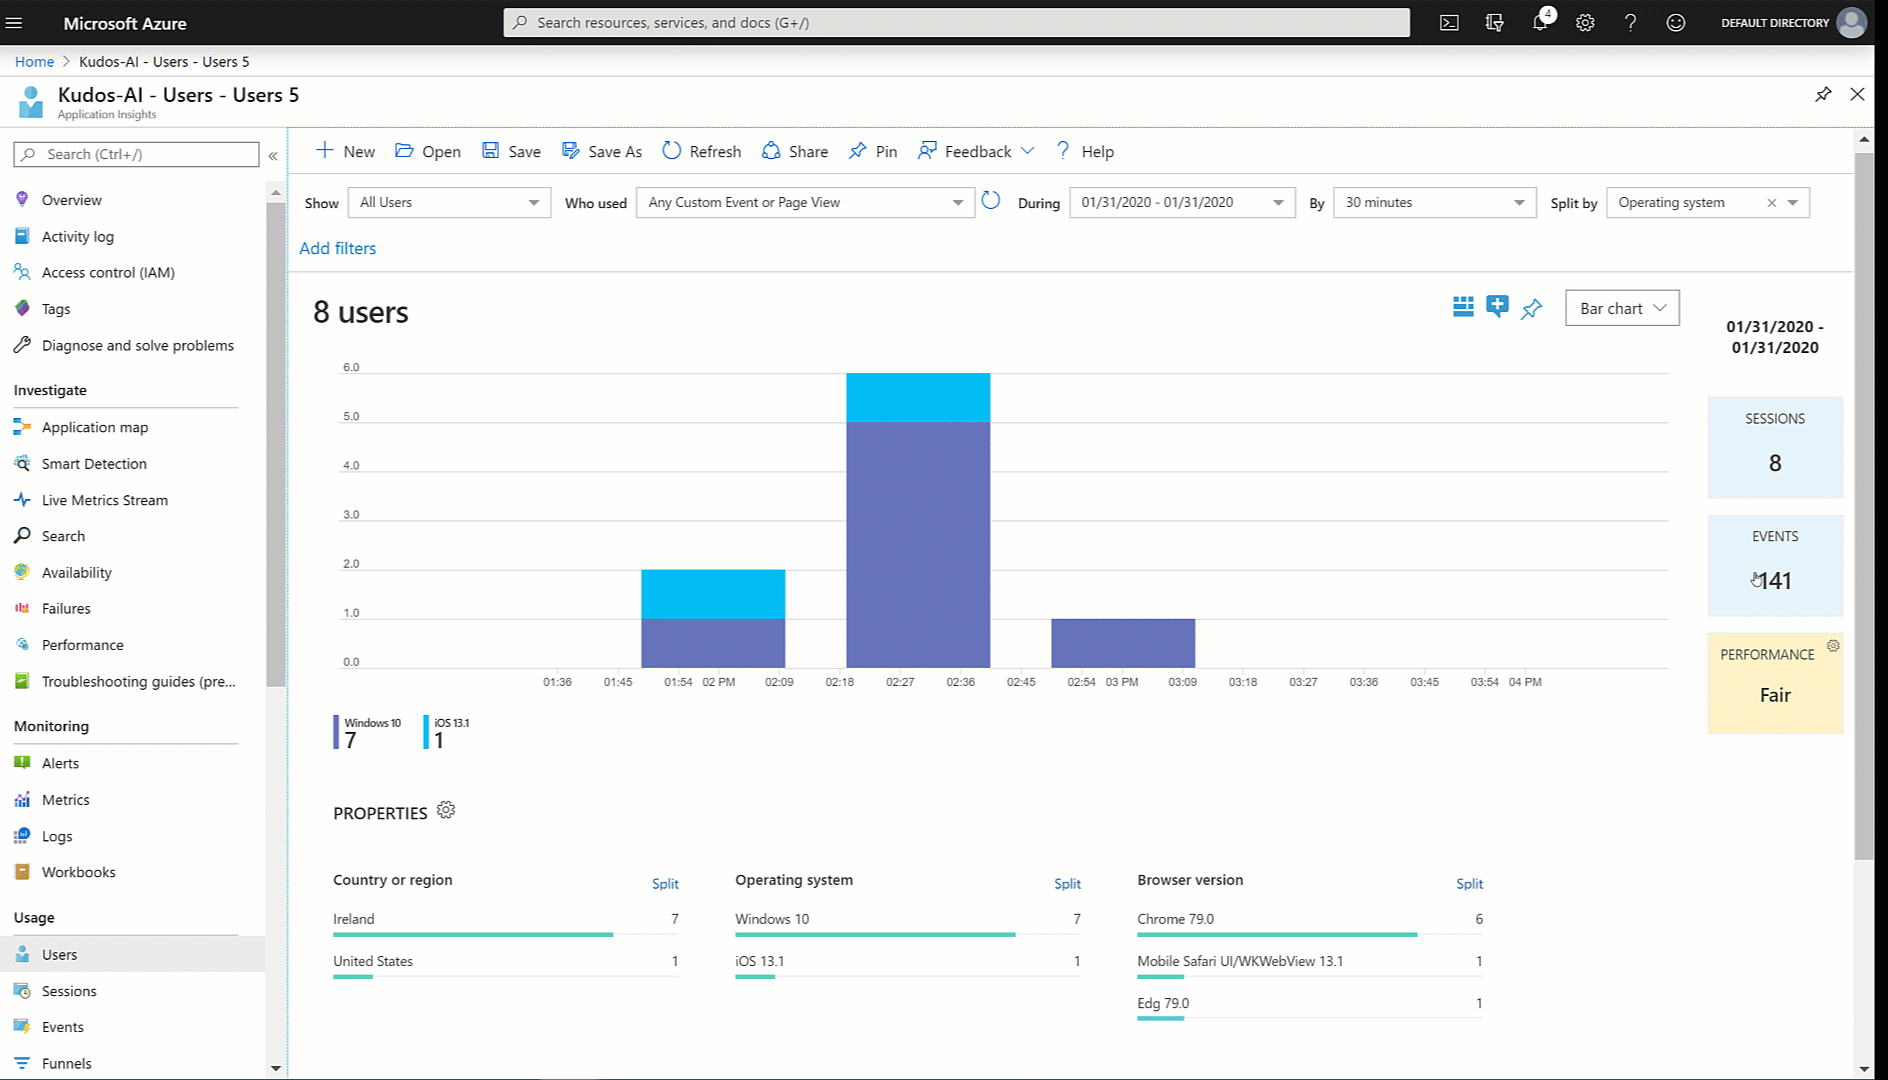 Microsoft Azure
Search resources, services, and docs (G+/)
4
DEFAULT DIRECTORY
Home > Kudos-AI - Users - Users 5
Kudos-AI - Users - Users 5
Application Insights
Search (Ctrl+/)
«
Overview
Activity log
Access control (IAM)
Tags
Diagnose and solve problems
Investigate
Application map
Smart Detection
Live Metrics Stream
Search
Availability
Failures
Performance
Troubleshooting guides (pre...
Monitoring
Alerts
Metrics
Logs
Workbooks
Usage
Users
Sessions
Events
Funnels
New Open Save Save As Refresh Share Pin Feedback Help
Show All Users Who used Any Custom Event or Page View During 01/31/2020 - 01/31/2020 By 30 minutes Split by Operating system
Add filters
8 users
Bar chart
6.0
5.0
4.0
3.0
2.0
1.0
0.0
01:36 01:45 01:54 02 PM 02:09 02:18 02:27 02:36 02:45 02:54 03 PM 03:09 03:18 03:27 03:36 03:45 03:54 04 PM
Windows 10
7
iOS 13.1
1
01/31/2020 -
01/31/2020
SESSIONS
8
EVENTS
141
PERFORMANCE
Fair
PROPERTIES
Country or region Split
Ireland 7
United States 1
Operating system Split
Windows 10 7
iOS 13.1 1
Browser version Split
Chrome 79.0 6
Mobile Safari UI/WKWebView 13.1 1
Edg 79.0 1